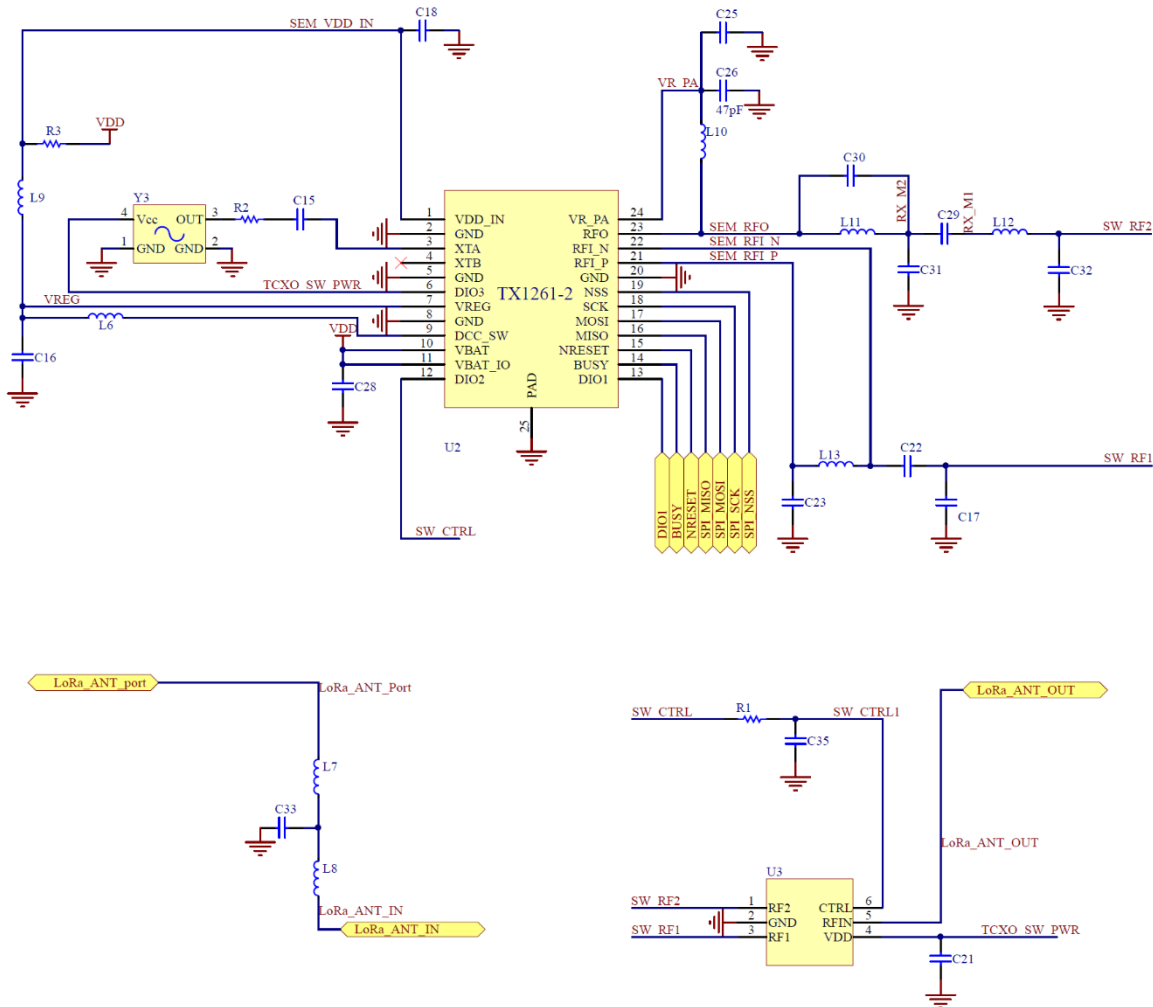 SEM_VDD_IN
C18
C25
VR_PA
C26
47pF
L10
R3
VDD
L9
Y3
4
Vcc
OUT
3
1
GND
GND
2
R2
C15
1
VDD_IN
2
GND
3
XTA
4
XTB
5
GND
6
DIO3
7
VREG
8
GND
9
DCC_SW
10
VBAT
11
VBAT_IO
12
DIO2
TX1261-2
PAD
25
U2
VR_PA
24
RFO
23
RFI_N
22
RFI_P
21
GND
20
NSS
19
SCK
18
MOSI
17
MISO
16
NRESET
15
BUSY
14
DIO1
13
TCXO_SW_PWR
VREG
L6
C16
VDD
C28
SW_CTRL
SEM_RFO
SEM_RFI_N
SEM_RFI_P
C30
L11
RX_M2
C29
RX_M1
L12
SW_RF2
C31
C32
L13
C22
SW_RF1
C23
C17
DIO1
BUSY
NRESET
SPI_MISO
SPI_MOSI
SPI_SCK
SPI_NSS
LoRa_ANT_port
LoRa_ANT_Port
L7
C33
L8
LoRa_ANT_IN
LoRa_ANT_IN
SW_CTRL
R1
SW_CTRL1
C35
LoRa_ANT_OUT
LoRa_ANT_OUT
U3
SW_RF2
1
RF2
2
GND
SW_RF1
3
RF1
CTRL
6
RFIN
5
VDD
4
TCXO_SW_PWR
C21